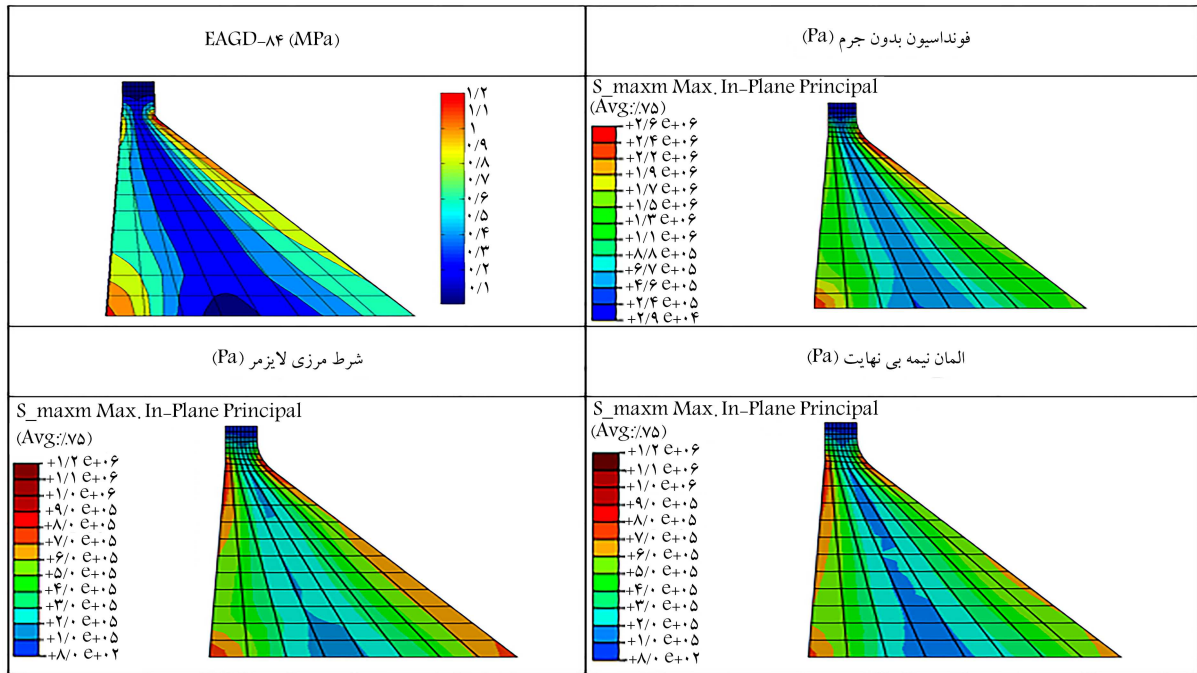 EAGD-۸۴ (MPa)
۱/۲
۱/۱
۱
۰/۹
۰/۸
۰/۷
۰/۶
۰/۵
۰/۴
۰/۳
۰/۲
۰/۱
فونداسیون بدون جرم (Pa)
S_maxm Max. In-Plane Principal
(Avg:٪۷۵)
+۲/۶ e+۰۶
+۲/۴ e+۰۶
+۲/۲ e+۰۶
+۱/۹ e+۰۶
+۱/۷ e+۰۶
+۱/۵ e+۰۶
+۱/۳ e+۰۶
+۱/۱ e+۰۶
+۸/۸ e+۰۵
+۶/۷ e+۰۵
+۴/۶ e+۰۵
+۲/۴ e+۰۵
+۲/۹ e+۰۴
شرط مرزی لایزمر (Pa)
S_maxm Max. In-Plane Principal
(Avg:٪۷۵)
+۱/۲ e+۰۶
+۱/۱ e+۰۶
+۱/۰ e+۰۶
+۹/۰ e+۰۵
+۸/۰ e+۰۵
+۷/۰ e+۰۵
+۶/۰ e+۰۵
+۵/۰ e+۰۵
+۴/۰ e+۰۵
+۳/۰ e+۰۵
+۲/۰ e+۰۵
+۱/۰ e+۰۵
+۸/۰ e+۰۲
المان نیمه بی نهایت (Pa)
S_maxm Max. In-Plane Principal
(Avg:٪۷۵)
+۱/۲ e+۰۶
+۱/۱ e+۰۶
+۱/۰ e+۰۶
+۹/۰ e+۰۵
+۸/۰ e+۰۵
+۷/۰ e+۰۵
+۶/۰ e+۰۵
+۵/۰ e+۰۵
+۴/۰ e+۰۵
+۳/۰ e+۰۵
+۲/۰ e+۰۵
+۱/۰ e+۰۵
+۸/۰ e+۰۲